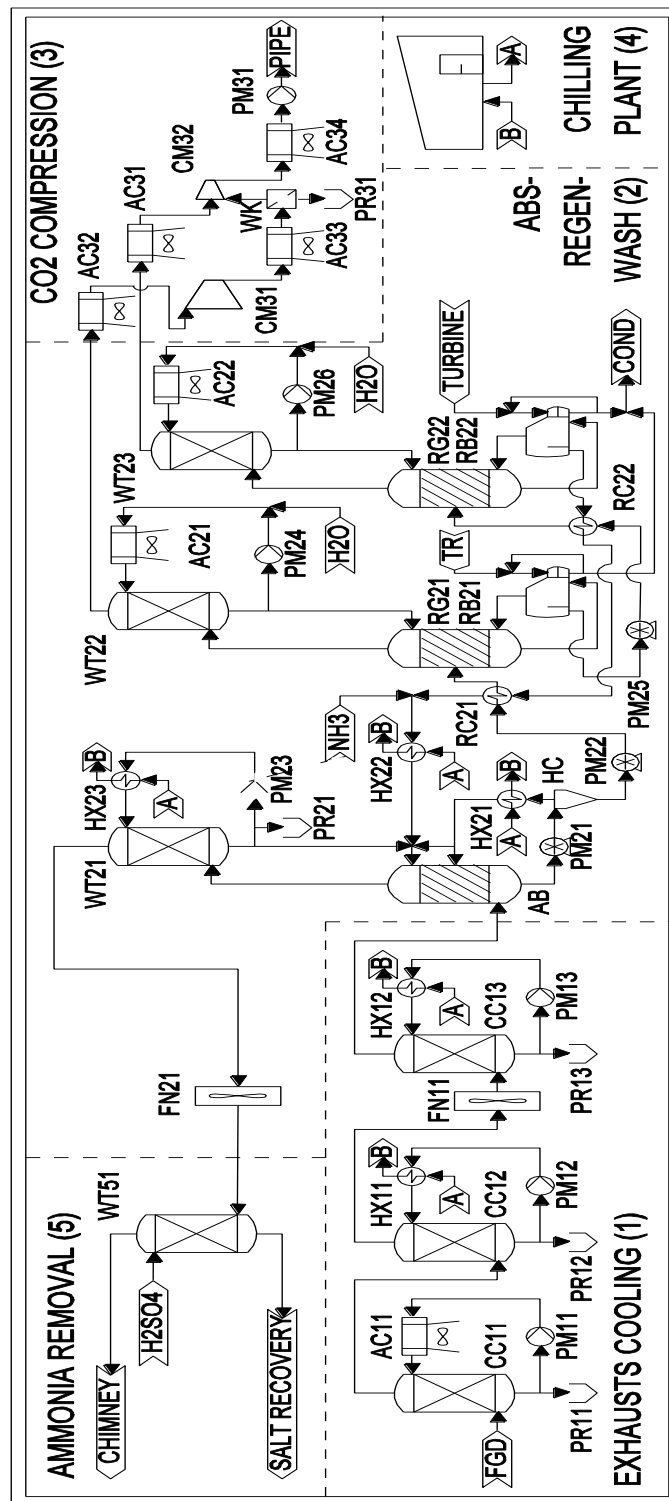 AMMONIA REMOVAL (5)
CHIMNEY
H2SO4
WT51
SALT RECOVERY
FN21
WT21
HX23
B
A
PM23
PR21
WT22
WT23
AC21
PM24
H2O
AC22
PM26
H2O
CO2 COMPRESSION (3)
AC32
AC31
CM32
CM31
WK
AC33
PR31
AC34
PM31
PIPE
EXHAUSTS COOLING (1)
FGD
CC11
AC11
PM11
PR11
HX11
B
A
CC12
PM12
PR12
FN11
HX12
B
A
CC13
PM13
PR13
AB
PM21
HC
HX21
A
B
PM22
HX22
B
A
NH3
RC21
RG21
RB21
TR
PM25
RC22
RG22
RB22
TURBINE
COND
ABS-
REGEN-
WASH (2)
CHILLING
PLANT (4)
B
A